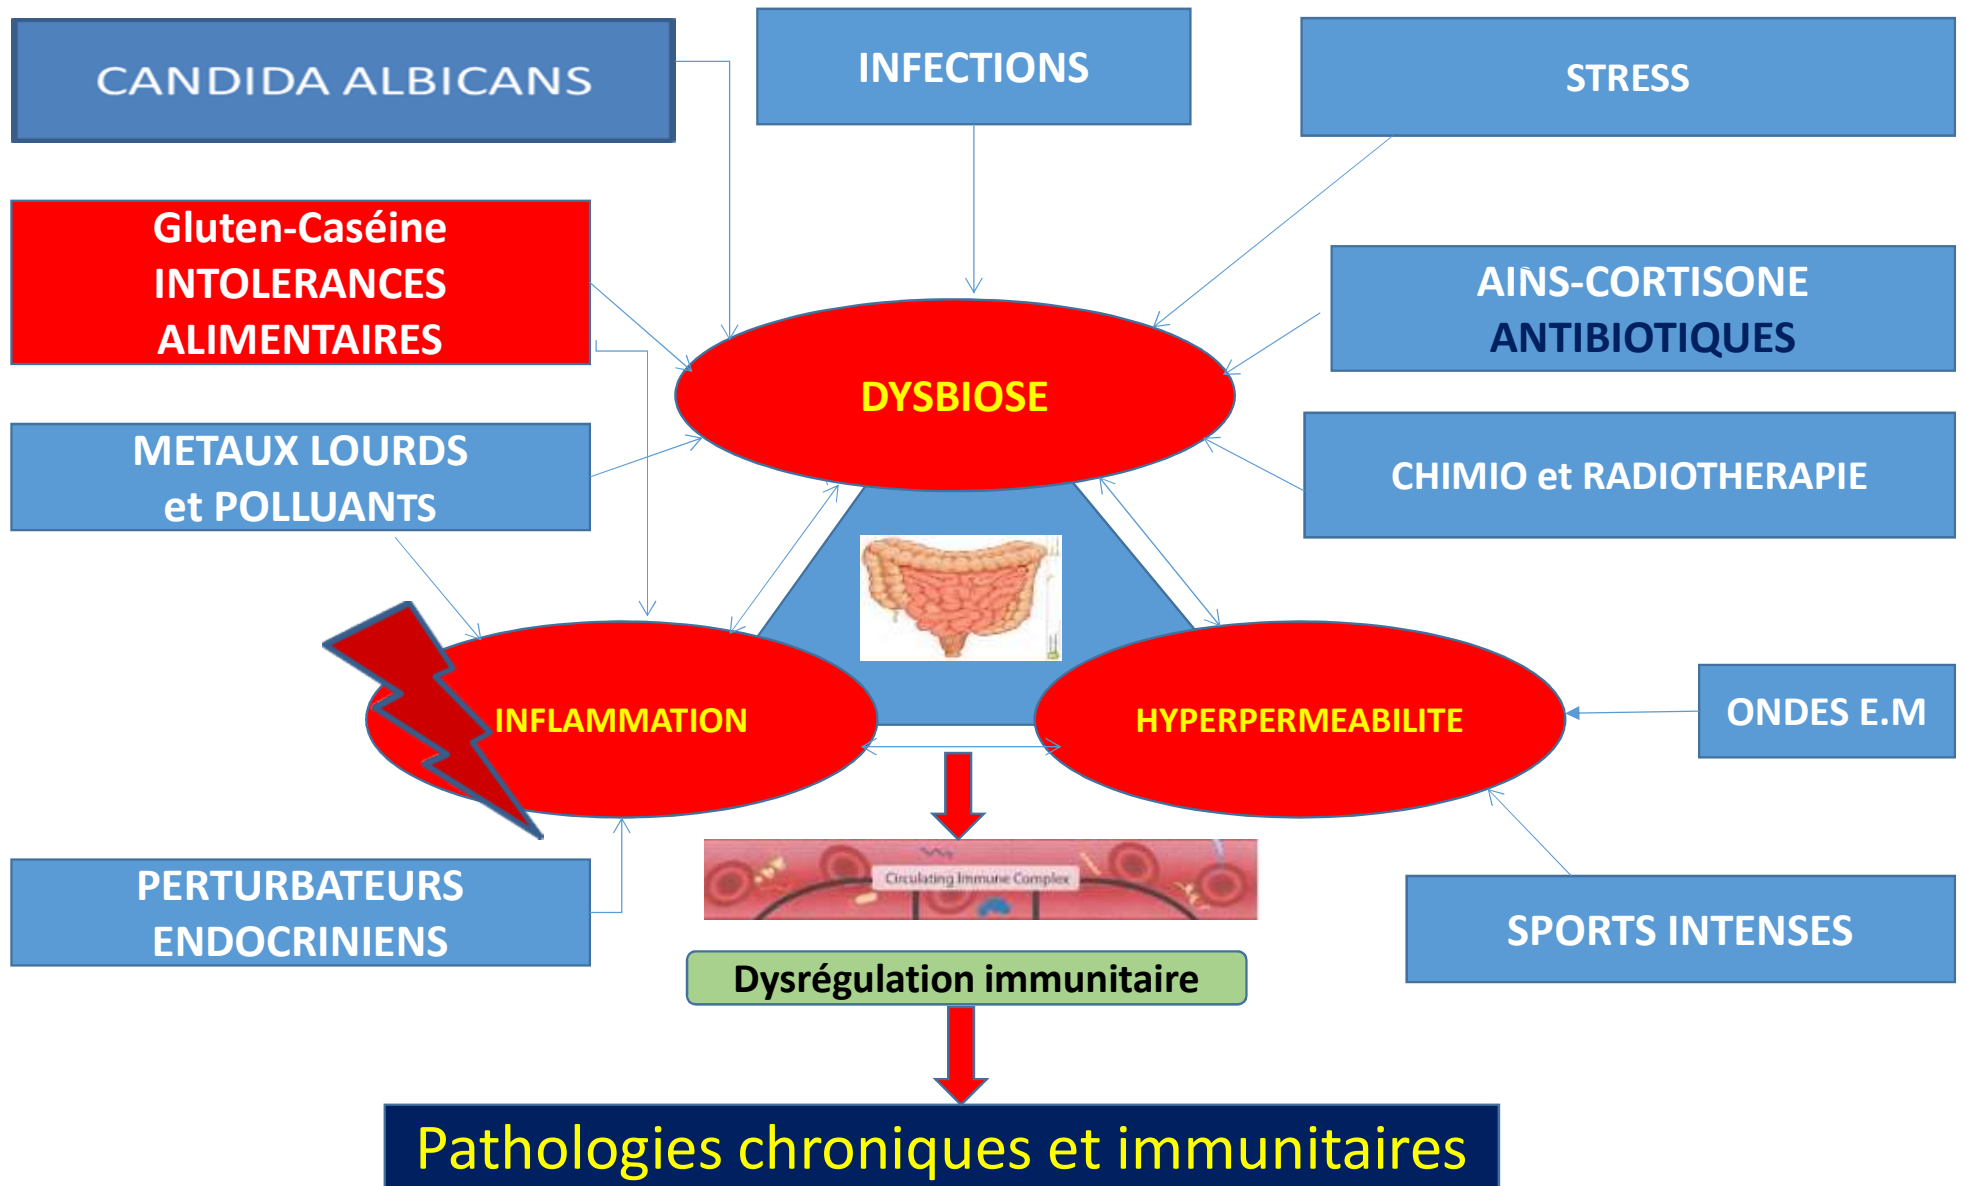 CANDIDA ALBICANS
INFECTIONS
STRESS
Gluten-Caséine
INTOLERANCES
ALIMENTAIRES
AINS-CORTISONE
ANTIBIOTIQUES
DYSBIOSE
METAUX LOURDS
et POLLUANTS
CHIMIO et RADIOTHERAPIE
INFLAMMATION
HYPERPERMEABILITE
ONDES E.M
Circulating Immune Complex
PERTURBATEURS
ENDOCRINIENS
SPORTS INTENSES
Dysrégulation immunitaire
Pathologies chroniques et immunitaires